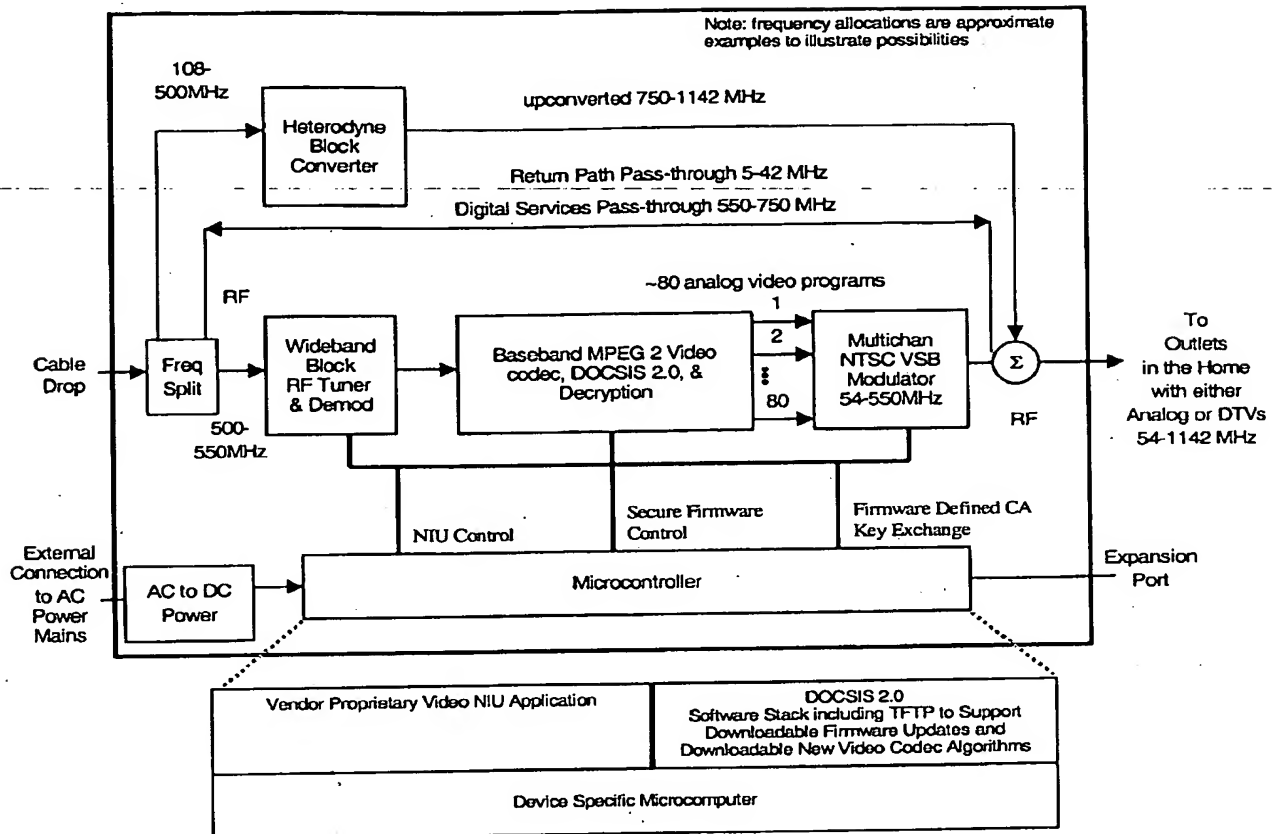 Note: frequency allocations are approximate
examples to illustrate possibilities
108-
500MHz
Heterodyne
Block
Converter
upconverted 750-1142 MHz
Return Path Pass-through 5-42 MHz
Digital Services Pass-through 550-750 MHz
RF
~80 analog video programs
Cable
Drop
Freq
Split
500-
550MHz
Wideband
Block
RF Tuner
& Demod
Baseband MPEG 2 Video
codec, DOCSIS 2.0, &
Decryption
1
2
80
Multichan
NTSC VSB
Modulator
54-550MHz
Σ
RF
To
Outlets
in the Home
with either
Analog or DTVs
54-1142 MHz
NIU Control
Secure Firmware
Control
Firmware Defined CA
Key Exchange
External
Connection
to AC
Power
Mains
AC to DC
Power
Microcontroller
Expansion
Port
Vendor Proprietary Video NIU Application
DOCSIS 2.0
Software Stack including TFTP to Support
Downloadable Firmware Updates and
Downloadable New Video Codec Algorithms
Device Specific Microcomputer